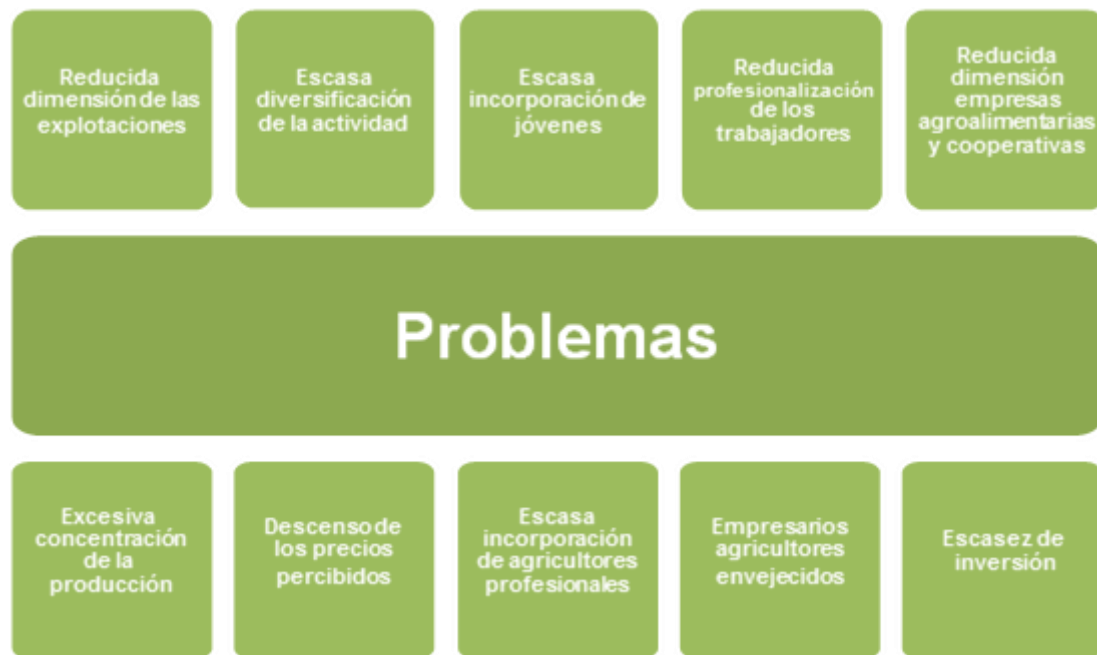 Reducida
dimensión de las
explotaciones
Escasa
diversificación
de la actividad
Escasa
incorporación de
jóvenes
Reducida
profesionalización
de los
trabajadores
Reducida
dimensión
empresas
agroalimentarias
y cooperativas
Problemas
Excesiva
concentración
de la
producción
Descenso de
los precios
percibidos
Escasa
incorporación
de agricultores
profesionales
Empresarios
agricultores
envejecidos
Escasez de
inversión